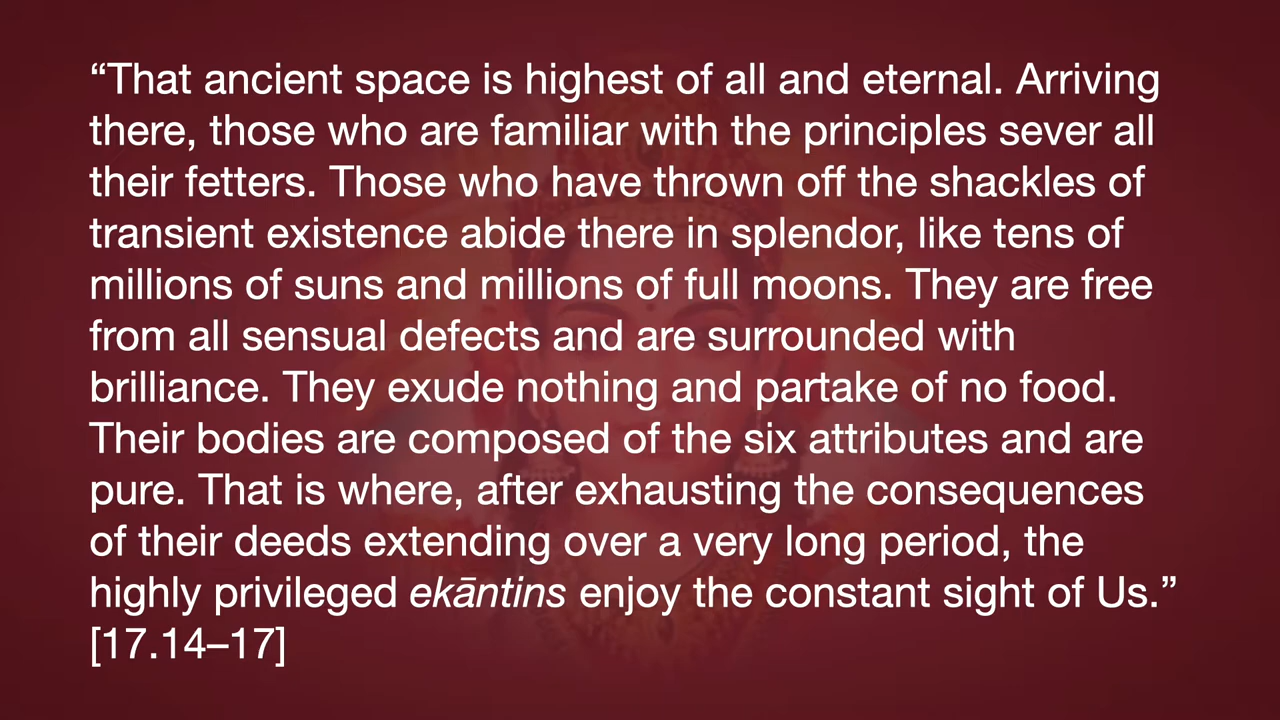 “That ancient space is highest of all and eternal. Arriving
there, those who are familiar with the principles sever all
their fetters. Those who have thrown off the shackles of
transient existence abide there in splendor, like tens of
millions of suns and millions of full moons. They are free
from all sensual defects and are surrounded with
brilliance. They exude nothing and partake of no food.
Their bodies are composed of the six attributes and are
pure. That is where, after exhausting the consequences
of their deeds extending over a very long period, the
highly privileged ekāntins enjoy the constant sight of Us.”
[17.14–17]